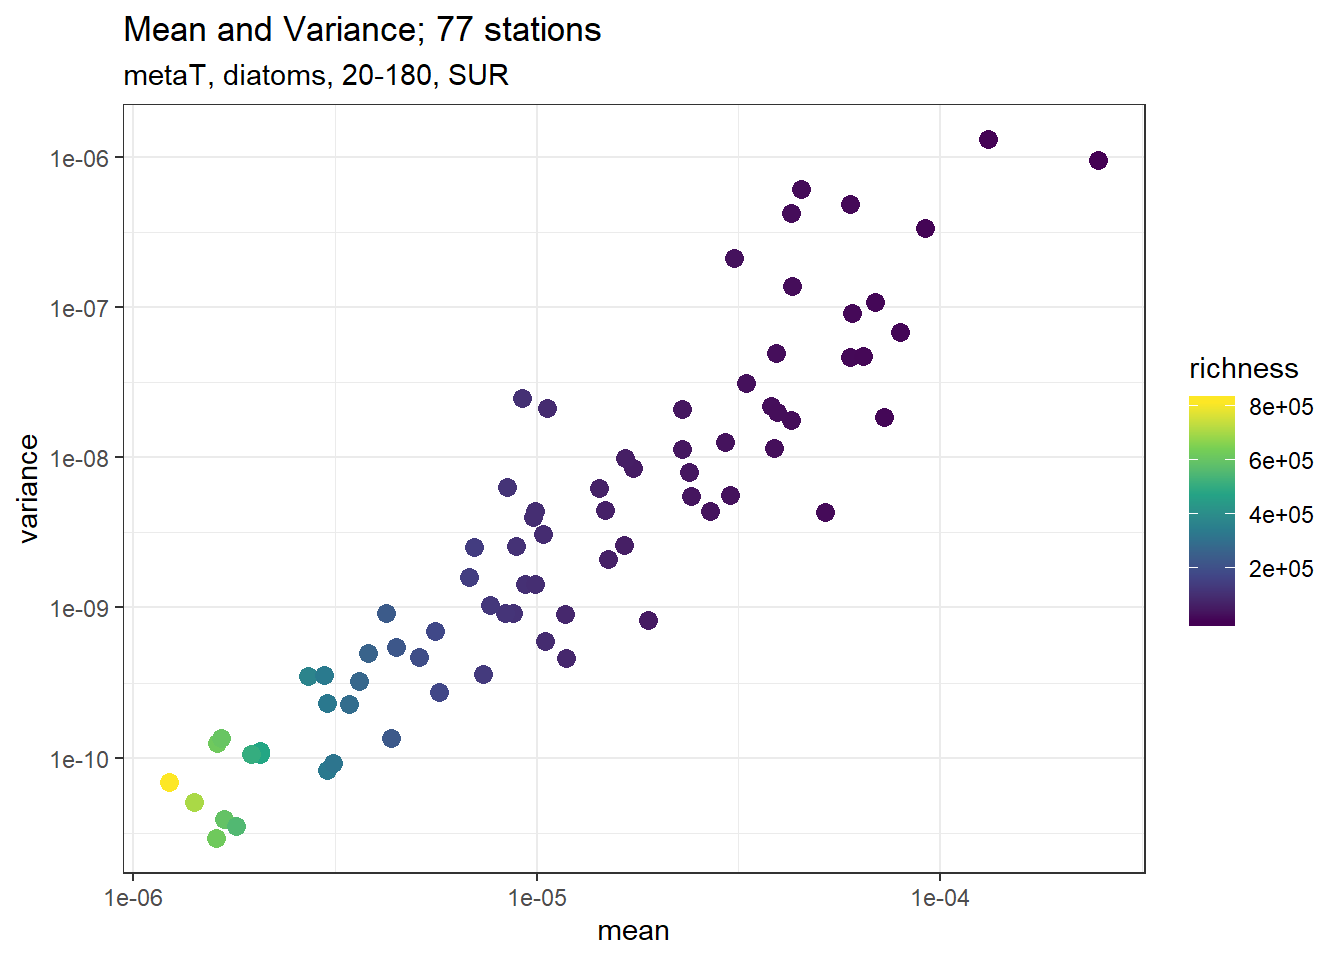 Mean and Variance; 77 stations
metaT, diatoms, 20-180, SUR
1e-06
1e-07
1e-08
1e-09
1e-10
variance
1e-06
1e-05
1e-04
mean
richness
8e+05
6e+05
4e+05
2e+05